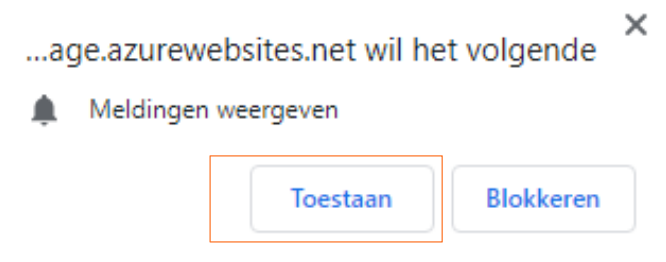 ...age.azurewebsites.net wil het volgende
Meldingen weergeven
Toestaan
Blokkeren